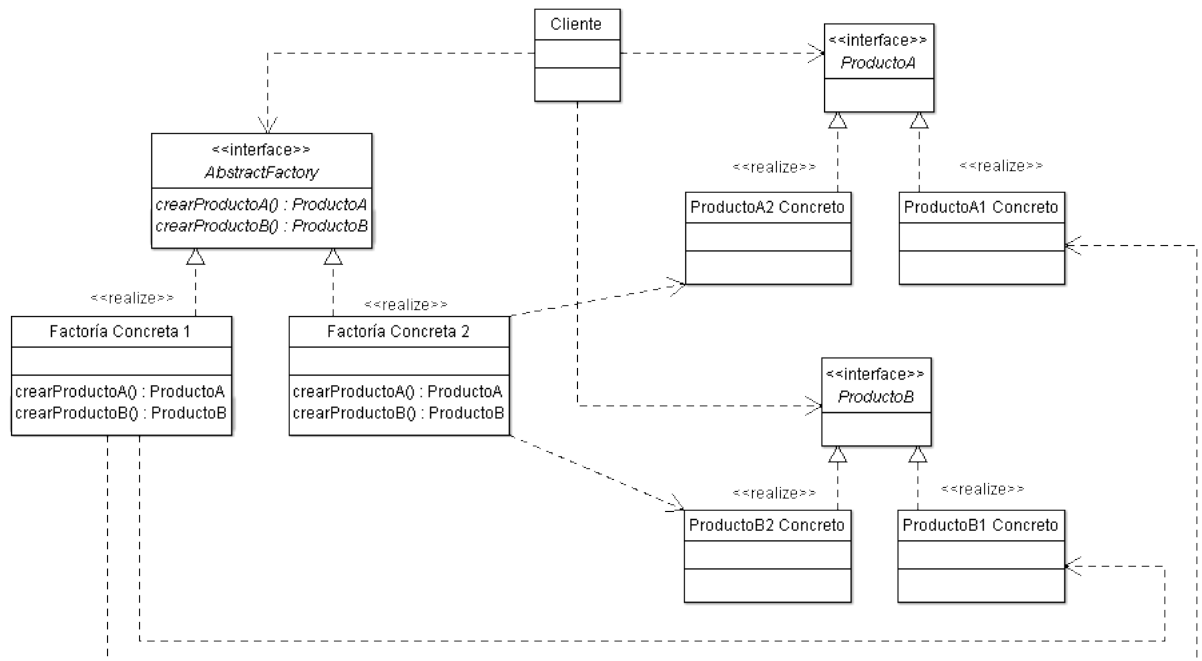 Cliente
<<interface>>
ProductoA
<<interface>>
AbstractFactory
crearProductoA() : ProductoA
crearProductoB() : ProductoB
<<realize>>
<<realize>>
ProductoA2 Concreto
ProductoA1 Concreto
<<realize>>
<<realize>>
Factoría Concreta 1
crearProductoA() : ProductoA
crearProductoB() : ProductoB
Factoría Concreta 2
crearProductoA() : ProductoA
crearProductoB() : ProductoB
<<interface>>
ProductoB
<<realize>>
<<realize>>
ProductoB2 Concreto
ProductoB1 Concreto